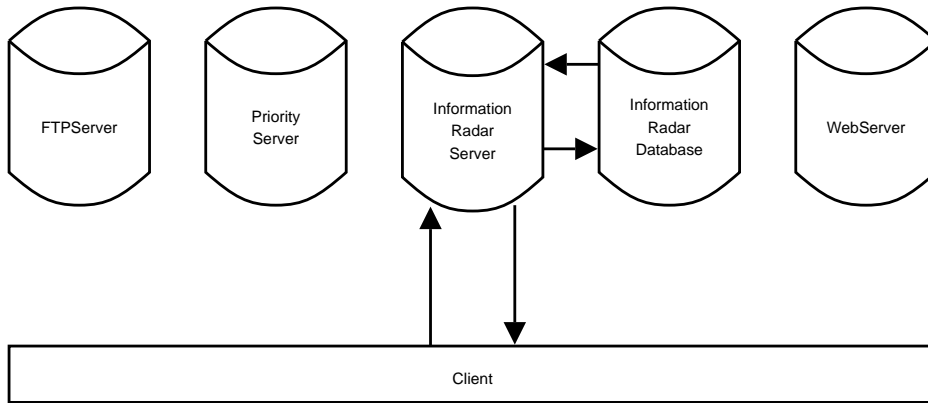 FTPServer
Priority
Server
Information
Radar
Server
Information
Radar
Database
WebServer
Client